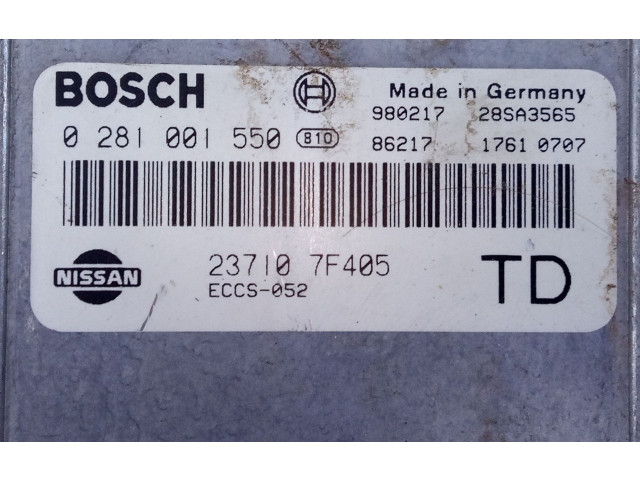 BOSCH Made in Germany
980217 28SA3565
0 281 001 550 810 86217 1761 0707
NISSAN 23710 7F405 TD
ECCS-052